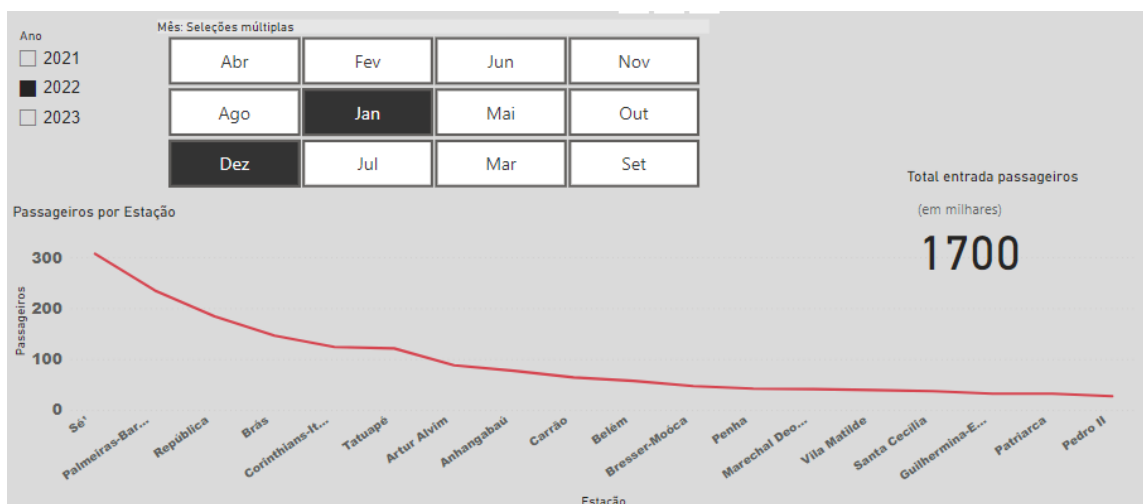 Ano
2021
2022
2023
Mês: Seleções múltiplas
Abr Fev Jun Nov
Ago Jan Mai Out
Dez Jul Mar Set
Total entrada passageiros
(em milhares)
1700
Passageiros por Estação
Passageiros
300
200
100
0
Sé¹
Palmeiras-Bar...
República
Brás
Corinthians-It...
Tatuapé
Artur Alvim
Anhangabaú
Carrão
Belém
Bresser-Moóca
Penha
Marechal Deo...
Vila Matilde
Santa Cecília
Guilhermina-E...
Patriarca
Pedro II
Estação